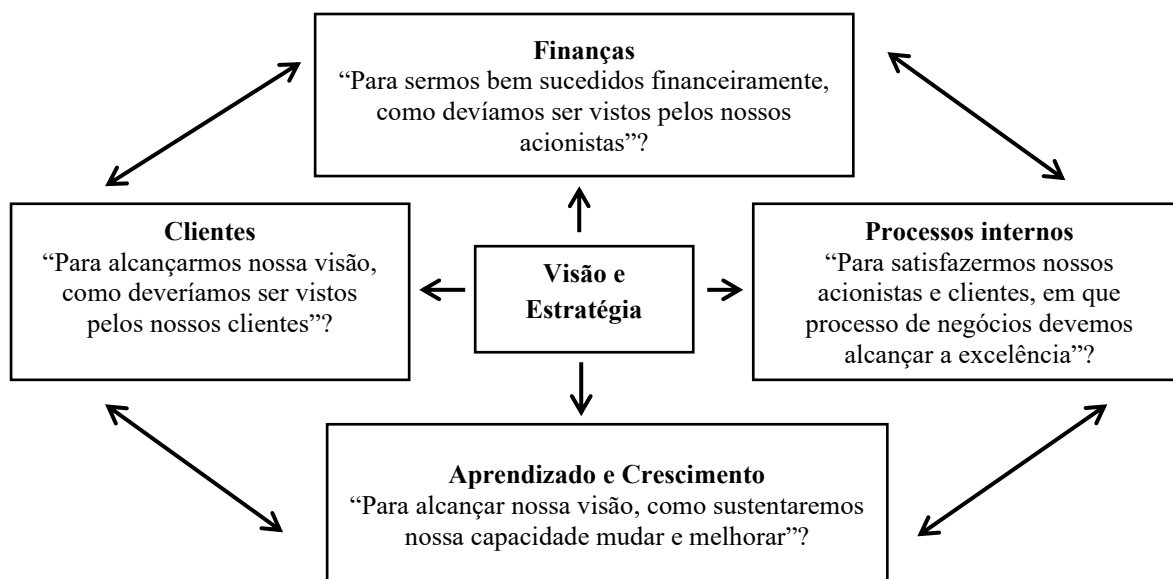 Finanças
“Para sermos bem sucedidos financeiramente,
como devíamos ser vistos pelos nossos
acionistas”?
Clientes
“Para alcançarmos nossa visão,
como deveríamos ser vistos
pelos nossos clientes”?
Visão e
Estratégia
Processos internos
“Para satisfazermos nossos
acionistas e clientes, em que
processo de negócios devemos
alcançar a excelência”?
Aprendizado e Crescimento
“Para alcançar nossa visão, como sustentaremos
nossa capacidade mudar e melhorar”?